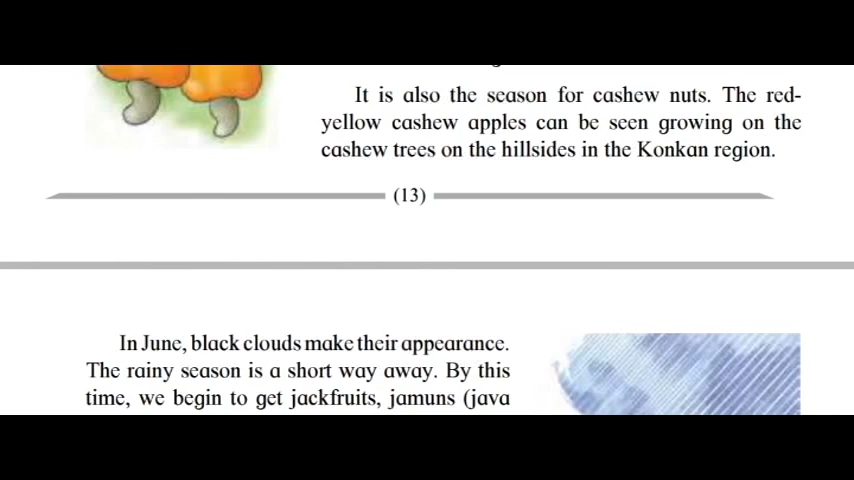 It is also the season for cashew nuts. The red-
yellow cashew apples can be seen growing on the
cashew trees on the hillsides in the Konkan region.
(13)
In June, black clouds make their appearance.
The rainy season is a short way away. By this
time, we begin to get jackfruits, jamuns (java